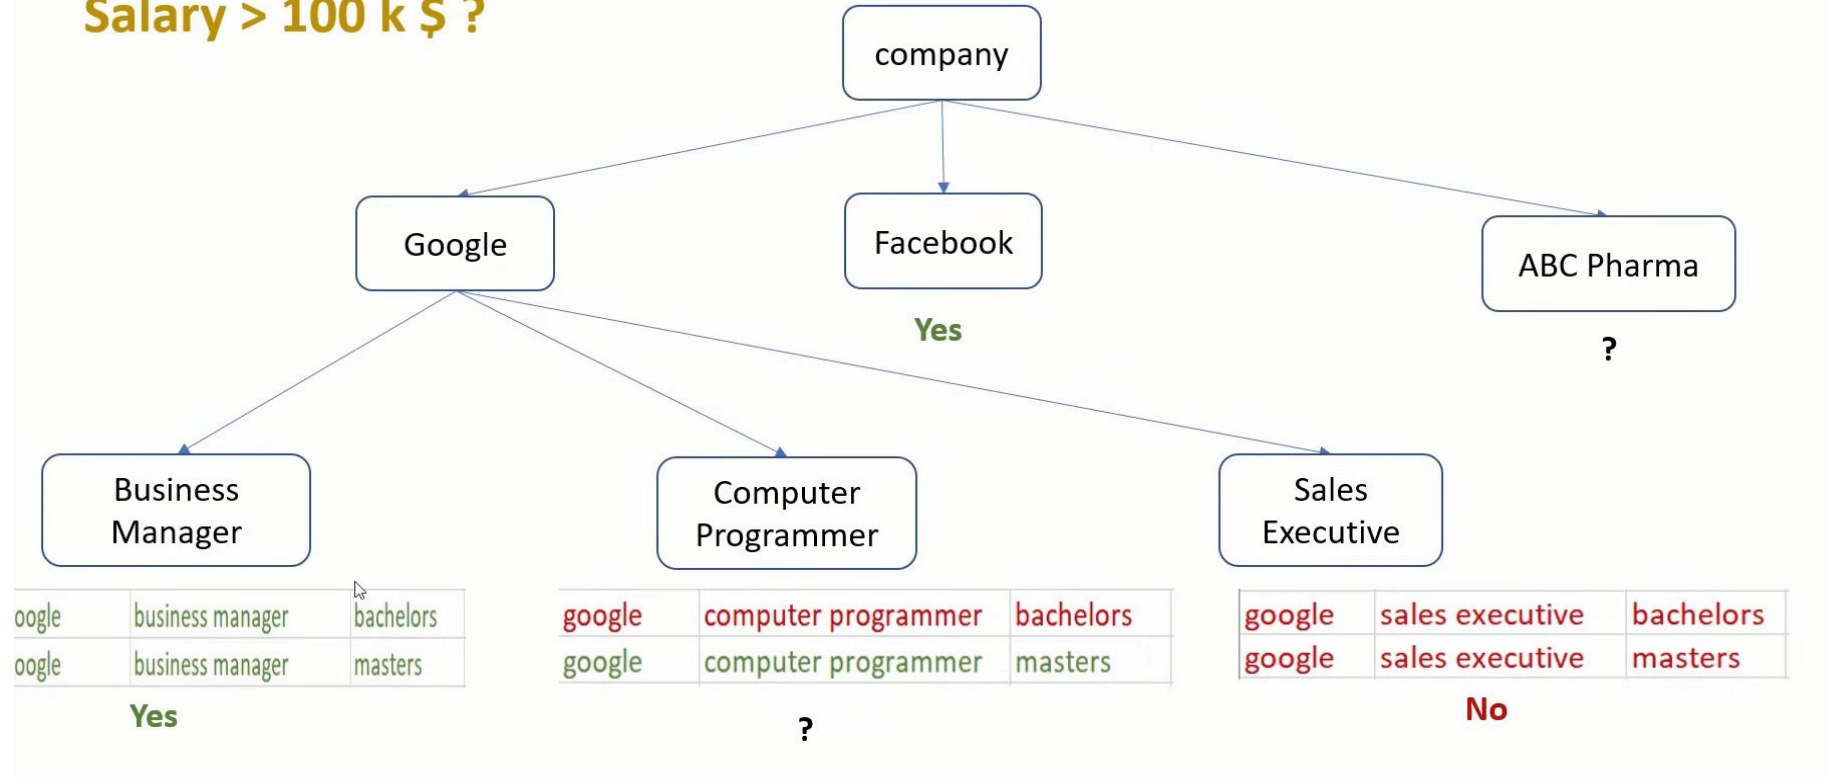 Salary > 100 k $ ?
company
Google
Facebook
ABC Pharma
Yes
?
Business
Manager
Computer
Programmer
Sales
Executive
oogle business manager bachelors
oogle business manager masters
Yes
google computer programmer bachelors
google computer programmer masters
?
google sales executive bachelors
google sales executive masters
No